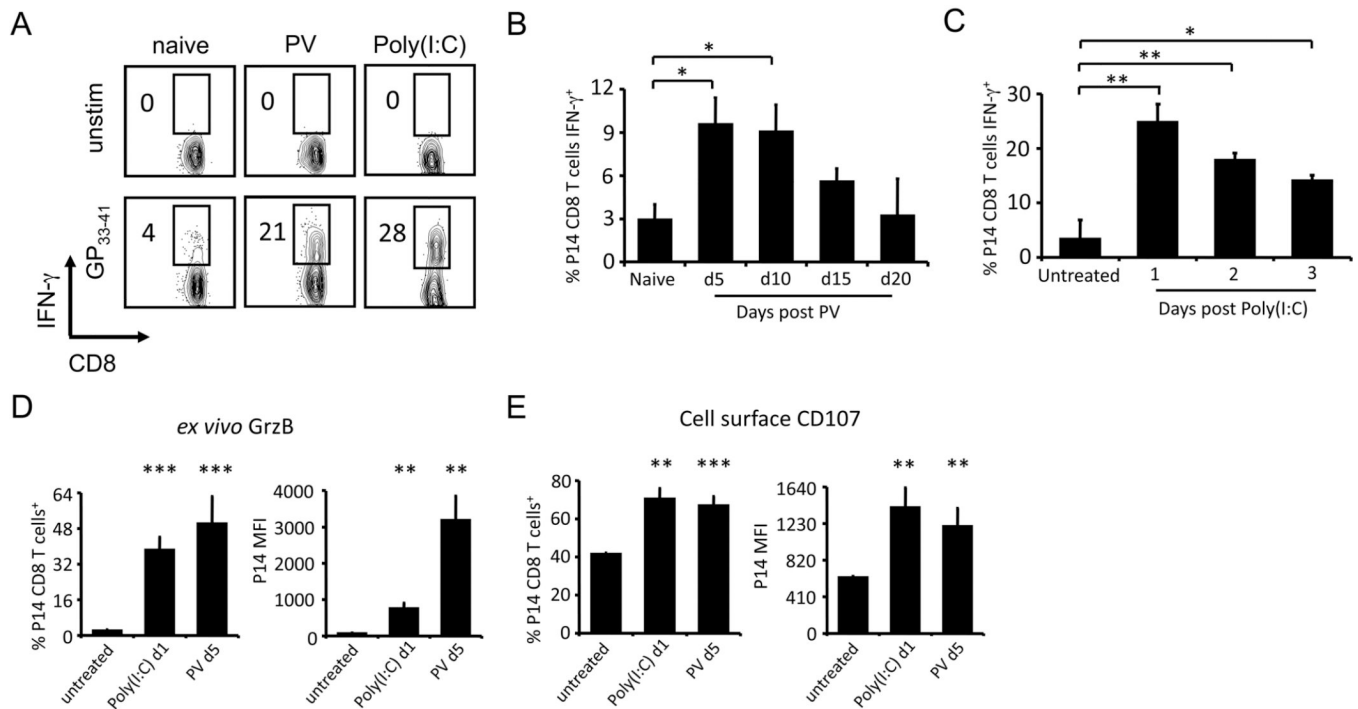 A
naive PV Poly(I:C)
unstim
0 0 0
GP33-41
4 21 28
IFN-γ
CD8
B
* 
*
% P14 CD8 T cells IFN-γ+
12
9
6
3
0
Naive d5 d10 d15 d20
Days post PV
C
*
**
**
% P14 CD8 T cells IFN-γ+
30
20
10
0
Untreated 1 2 3
Days post Poly(I:C)
D
ex vivo GrzB
*** ***
% P14 CD8 T cells+
64
48
32
16
0
untreated Poly(I:C) d1 PV d5
** **
P14 MFI
4000
3000
2000
1000
0
untreated Poly(I:C) d1 PV d5
E
Cell surface CD107
** ***
% P14 CD8 T cells+
80
60
40
20
0
untreated Poly(I:C) d1 PV d5
** **
P14 MFI
1640
1230
820
410
0
untreated Poly(I:C) d1 PV d5